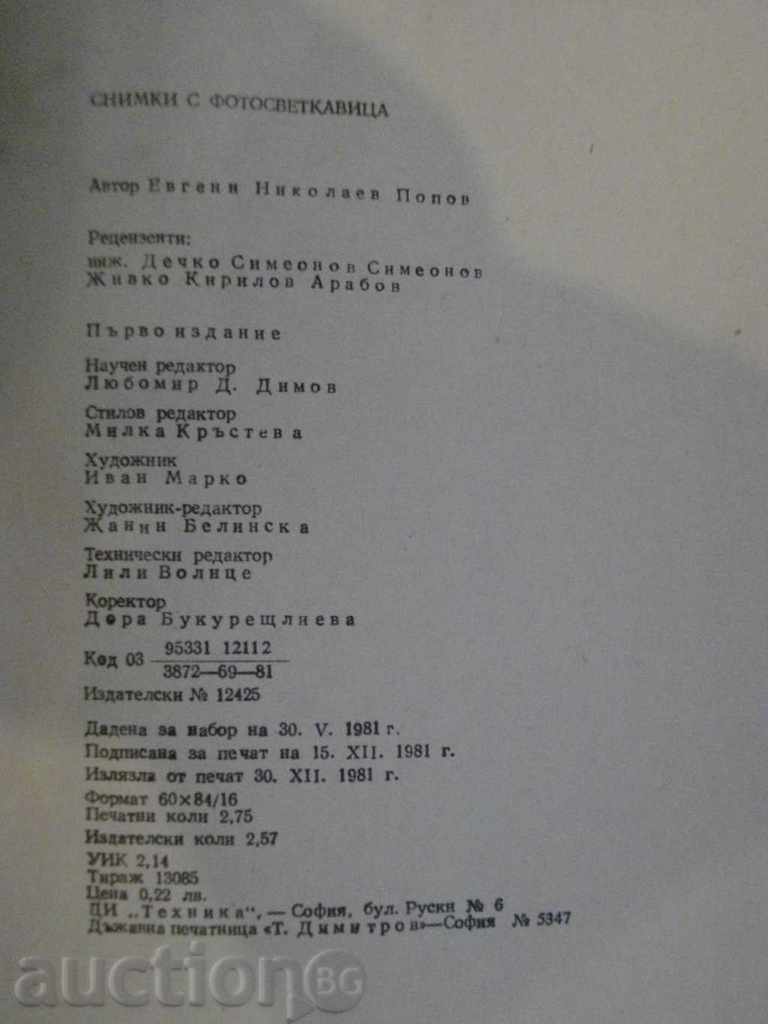 СНИМКИ С ФОТОСВЕТКАВИЦА
Автор Евгени Николаев Попов
Рецензенти:
инж. Дечко Симеонов Симеонов
Живко Кирилов Арабов
Първо издание
Научен редактор
Любомир Д. Димов
Стилов редактор
Милка Кръстева
Художник
Иван Марко
Художник-редактор
Жанин Белинска
Технически редактор
Лили Волнце
Коректор
Дора Букурещлиева
Код 03 95331 12112
3872—69—81
Издателски № 12425
Дадена за набор на 30. V. 1981 г.
Подписана за печат на 15. XII. 1981 г.
Излязла от печат 30. XII. 1981 г.
Формат 60×84/16
Печатни коли 2,75
Издателски коли 2,57
УИК 2,14
Тираж 13085
Цена 0,22 лв.
ЦИ „Техника", — София, бул. Руски № 6
Държавна печатница «Т. Димитров»—София № 5347
auctionBG